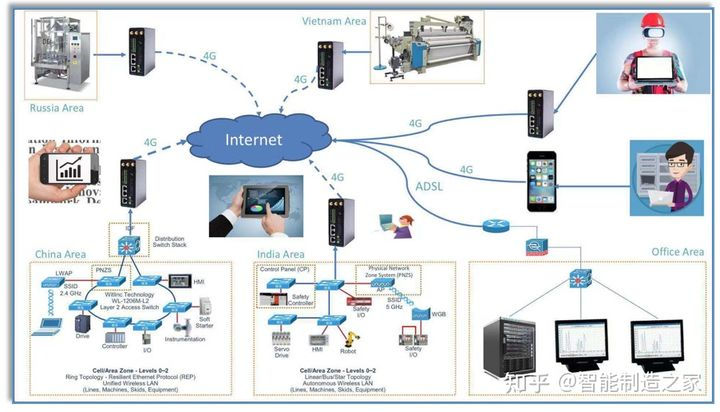 Vietnam Area
4G
4G
4G
Russia Area
4G
Internet
4G
4G
4G
ADSL
IDF
Distribution
Switch Stack
China Area
India Area
Office Area
LWAP
PNZS
SSID
2.4 GHz
HMI
Witlinc Technology
WL-1206M-L2
Layer 2 Access Switch
Soft
Starter
Drive
Controller
I/O
Instrumentation
Cell/Area Zone - Levels 0~2
Ring Topology - Resilient Ethernet Protocol (REP)
Unified Wireless LAN
(Lines, Machines, Skids, Equipment)
Control Panel (CP)
Physical Network
Zone System (PNZS)
AP
SSID
5 GHz
Safety
Controller
Safety
I/O
WGB
Servo
Drive
HMI
Robot
Safety
I/O
Cell/Area Zone - Levels 0~2
Linear/Bus/Star Topology
Autonomous Wireless LAN
(Lines, Machines, Skids, Equipment)
知乎 @智能制造之家